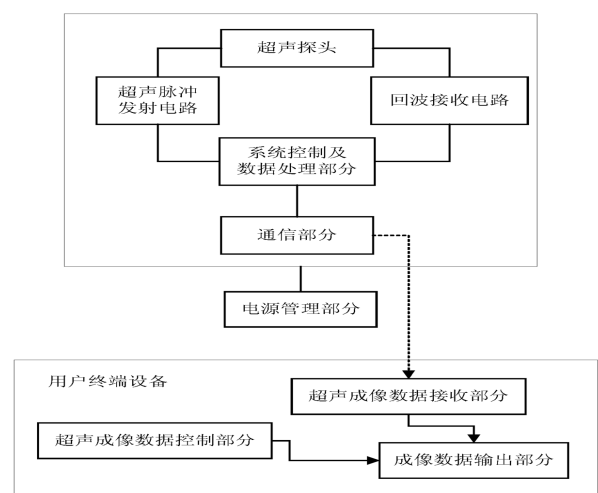 超声探头
超声脉冲
发射电路
回波接收电路
系统控制及
数据处理部分
通信部分
电源管理部分
用户终端设备
超声成像数据接收部分
超声成像数据控制部分
成像数据输出部分